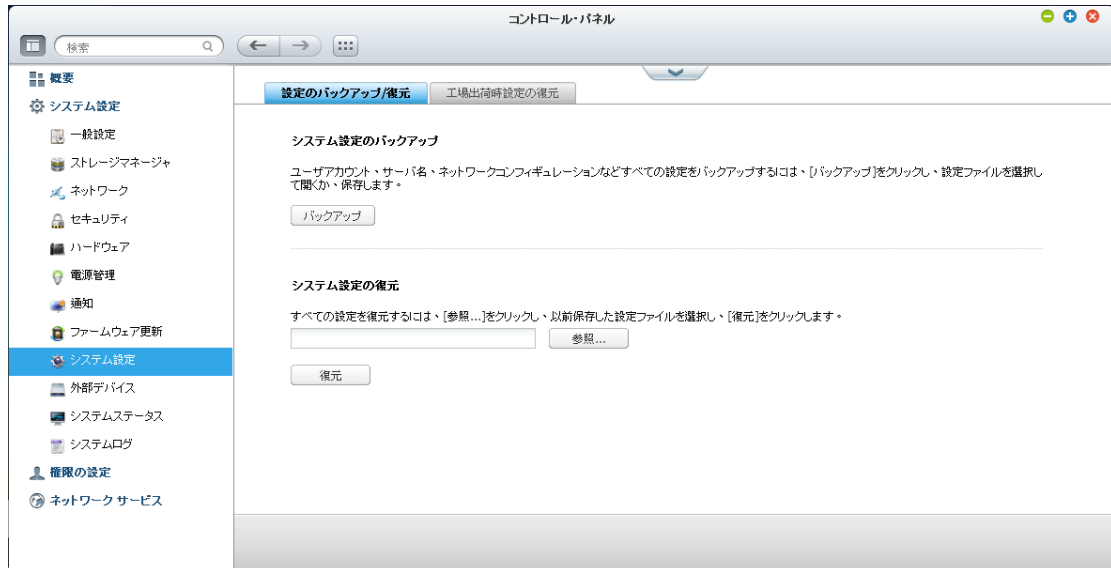 コントロール・パネル
検索
概要
システム設定
一般設定
ストレージマネージャ
ネットワーク
セキュリティ
ハードウェア
電源管理
通知
ファームウェア更新
システム設定
外部デバイス
システムステータス
システムログ
権限の設定
ネットワーク サービス
設定のバックアップ/復元
工場出荷時設定の復元
システム設定のバックアップ
ユーザアカウント、サーバ名、ネットワークコンフィギュレーションなどすべての設定をバックアップするには、[バックアップ]をクリックし、設定ファイルを選択し
て開くか、保存します。
バックアップ
システム設定の復元
すべての設定を復元するには、[参照...]をクリックし、以前保存した設定ファイルを選択し、[復元]をクリックします。
参照...
復元